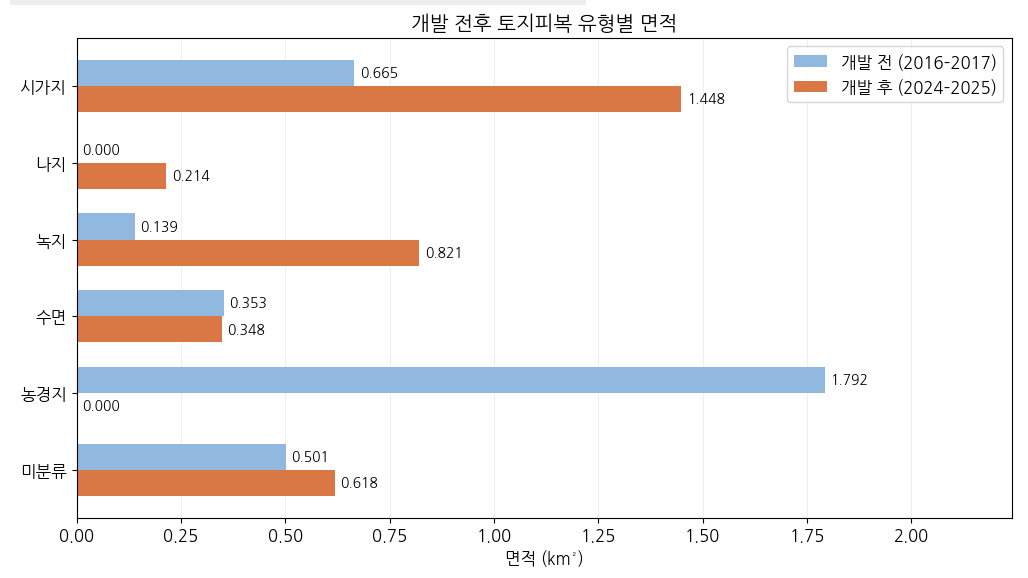 개발 전후 토지피복 유형별 면적
개발 전 (2016-2017)
개발 후 (2024-2025)
시가지
0.665
1.448
나지
0.000
0.214
녹지
0.139
0.821
수면
0.353
0.348
농경지
1.792
0.000
미분류
0.501
0.618
0.00 0.25 0.50 0.75 1.00 1.25 1.50 1.75 2.00
면적 (km²)